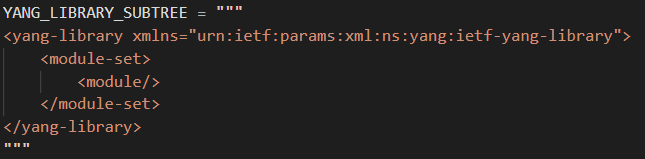 YANG_LIBRARY_SUBTREE = """
<yang-library xmlns="urn:ietf:params:xml:ns:yang:ietf-yang-library">
    <module-set>
        <module/>
    </module-set>
</yang-library>
"""